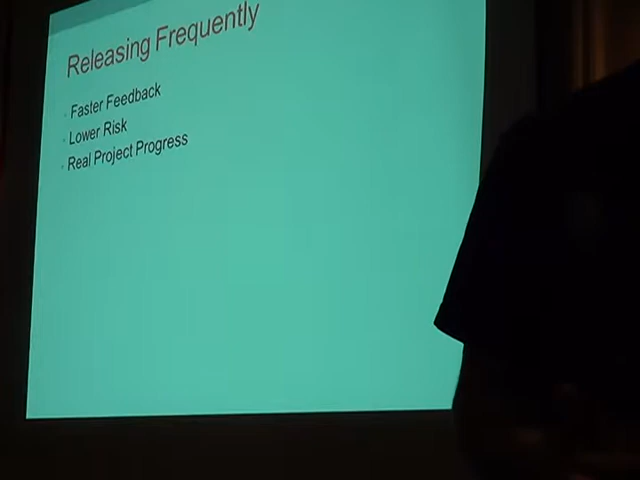 Releasing Frequently
Faster Feedback
Lower Risk
Real Project Progress